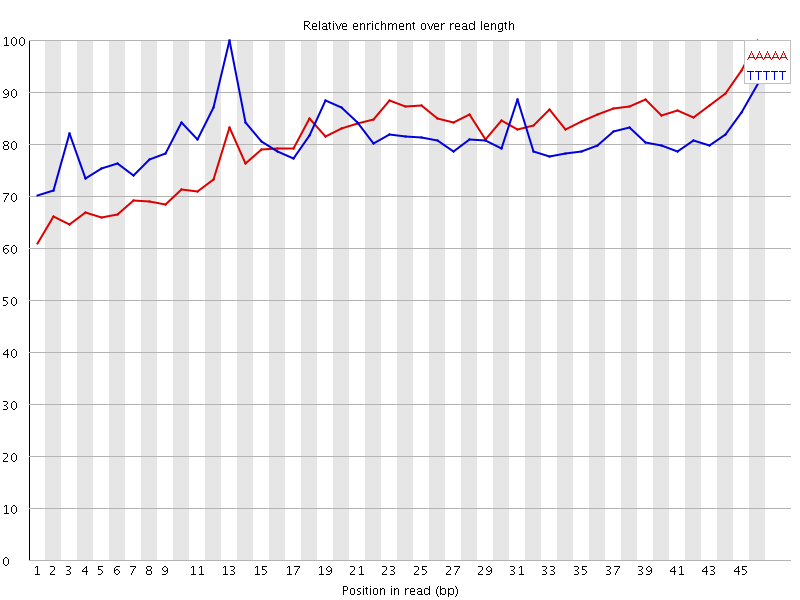 Relative enrichment over read length
100
90
80
70
60
50
40
30
20
10
0
AAAAA
TTTTT
1 2 3 4 5 6 7 8 9 11 13 15 17 19 21 23 25 27 29 31 33 35 37 39 41 43 45
Position in read (bp)